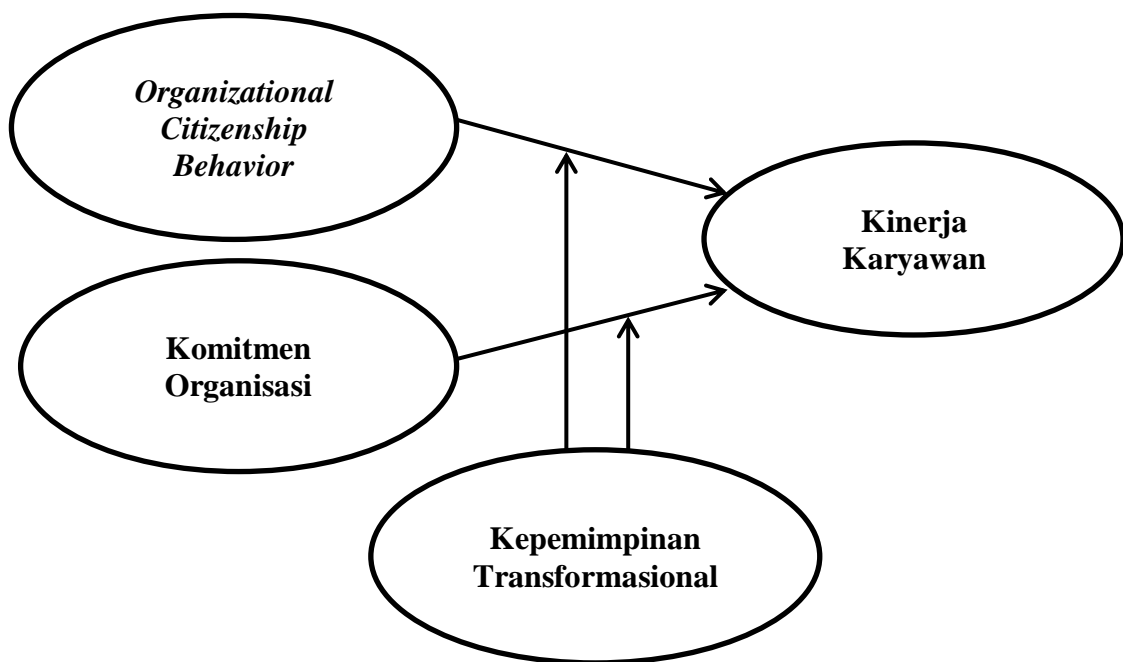 Organizational
Citizenship
Behavior
Kinerja
Karyawan
Komitmen
Organisasi
Kepemimpinan
Transformasional